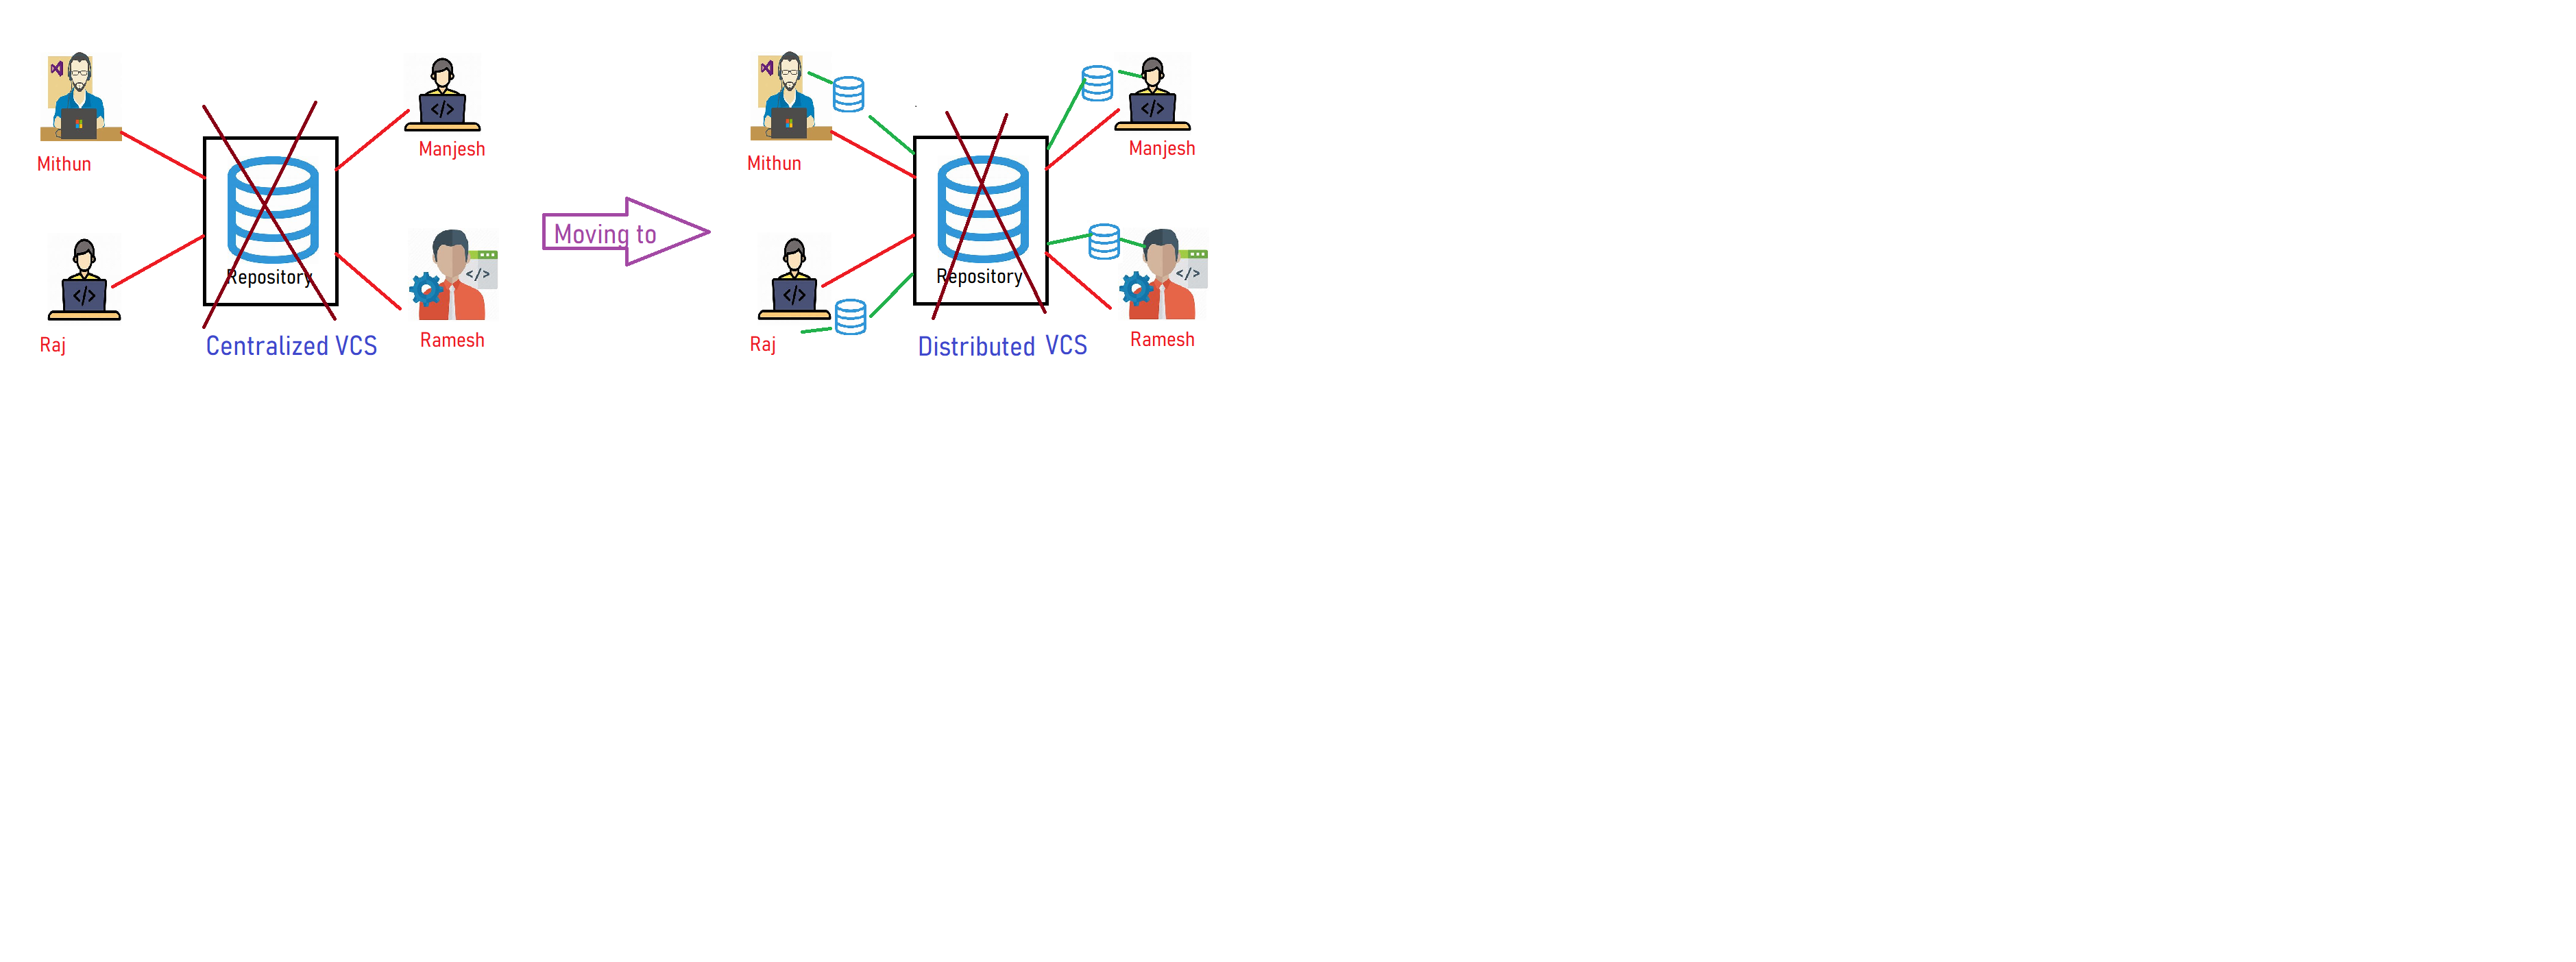 Mithun
Manjesh
Repository
Raj
Centralized VCS
Ramesh
Moving to
Mithun
Manjesh
Repository
Raj
Distributed VCS
Ramesh
</>
</>
</>
</>
</>
</>